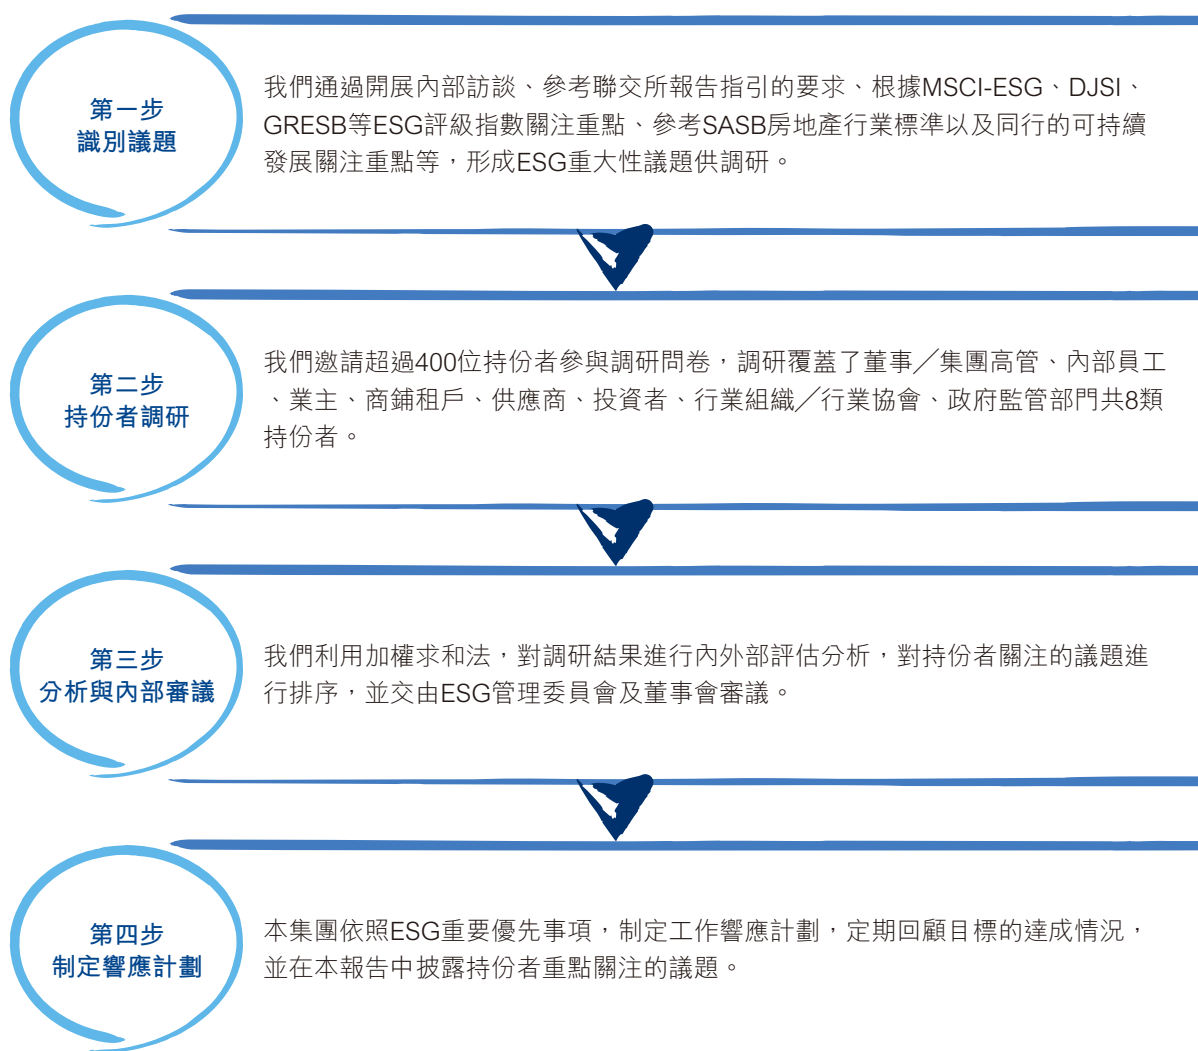 第一步
識別議題
我們通過開展內部訪談、參考聯交所報告指引的要求、根據MSCI-ESG、DJSI、
GRESB等ESG評級指數關注重點、參考SASB房地產行業標準以及同行的可持續
發展關注重點等，形成ESG重大性議題供調研。
第二步
持份者調研
我們邀請超過400位持份者參與調研問卷，調研覆蓋了董事／集團高管、內部員工
、業主、商鋪租戶、供應商、投資者、行業組織／行業協會、政府監管部門共8類
持份者。
第三步
分析與內部審議
我們利用加權求和法，對調研結果進行內外部評估分析，對持份者關注的議題進
行排序，並交由ESG管理委員會及董事會審議。
第四步
制定響應計劃
本集團依照ESG重要優先事項，制定工作響應計劃，定期回顧目標的達成情況，
並在本報告中披露持份者重點關注的議題。